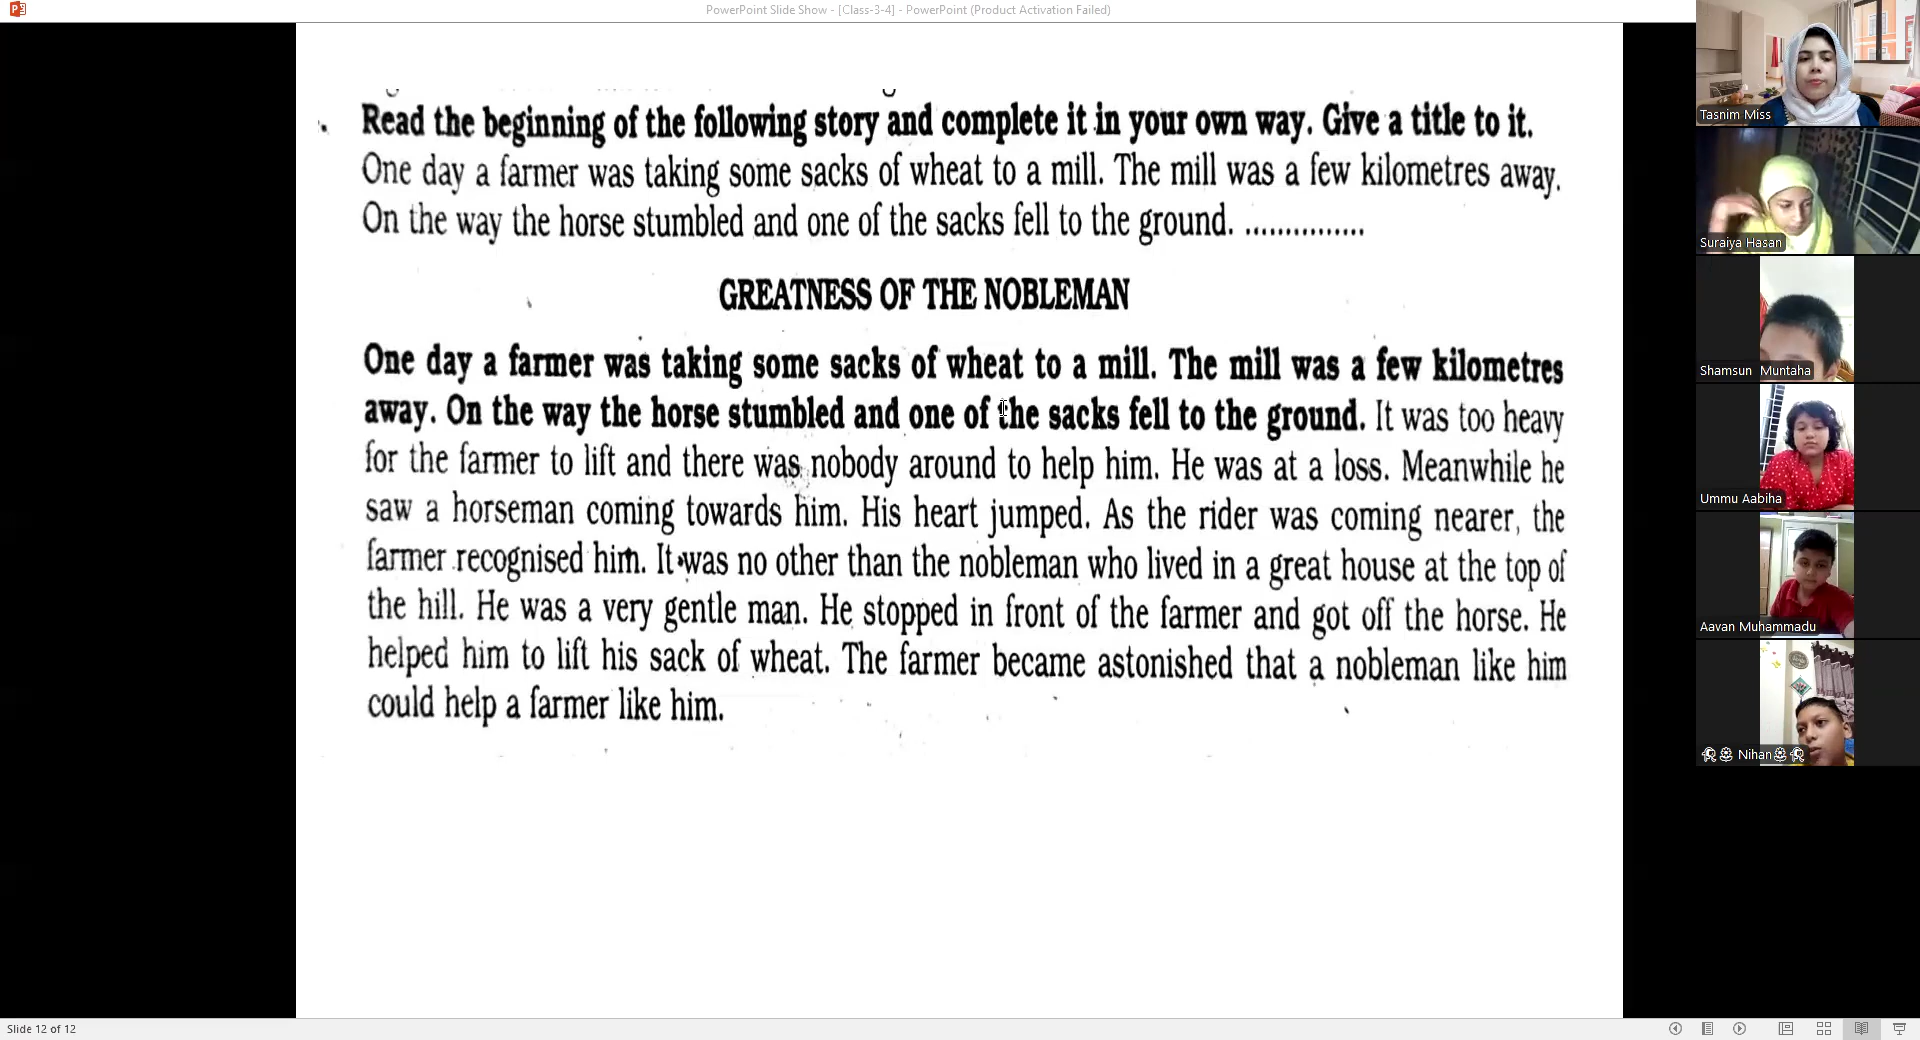 PowerPoint Slide Show - [Class-3-4] - PowerPoint (Product Activation Failed)
Read the beginning of the following story and complete it in your own way. Give a title to it.
One day a farmer was taking some sacks of wheat to a mill. The mill was a few kilometres away.
On the way the horse stumbled and one of the sacks fell to the ground. ...............
GREATNESS OF THE NOBLEMAN
One day a farmer was taking some sacks of wheat to a mill. The mill was a few kilometres
away. On the way the horse stumbled and one of the sacks fell to the ground. It was too heavy
for the farmer to lift and there was nobody around to help him. He was at a loss. Meanwhile he
saw a horseman coming towards him. His heart jumped. As the rider was coming nearer, the
farmer recognised him. It was no other than the nobleman who lived in a great house at the top of
the hill. He was a very gentle man. He stopped in front of the farmer and got off the horse. He
helped him to lift his sack of wheat. The farmer became astonished that a nobleman like him
could help a farmer like him.
Tasnim Miss
Suraiya Hasan
Shamsun Muntaha
Ummu Aabiha
Aavan Muhammadu
Nihan
Slide 12 of 12